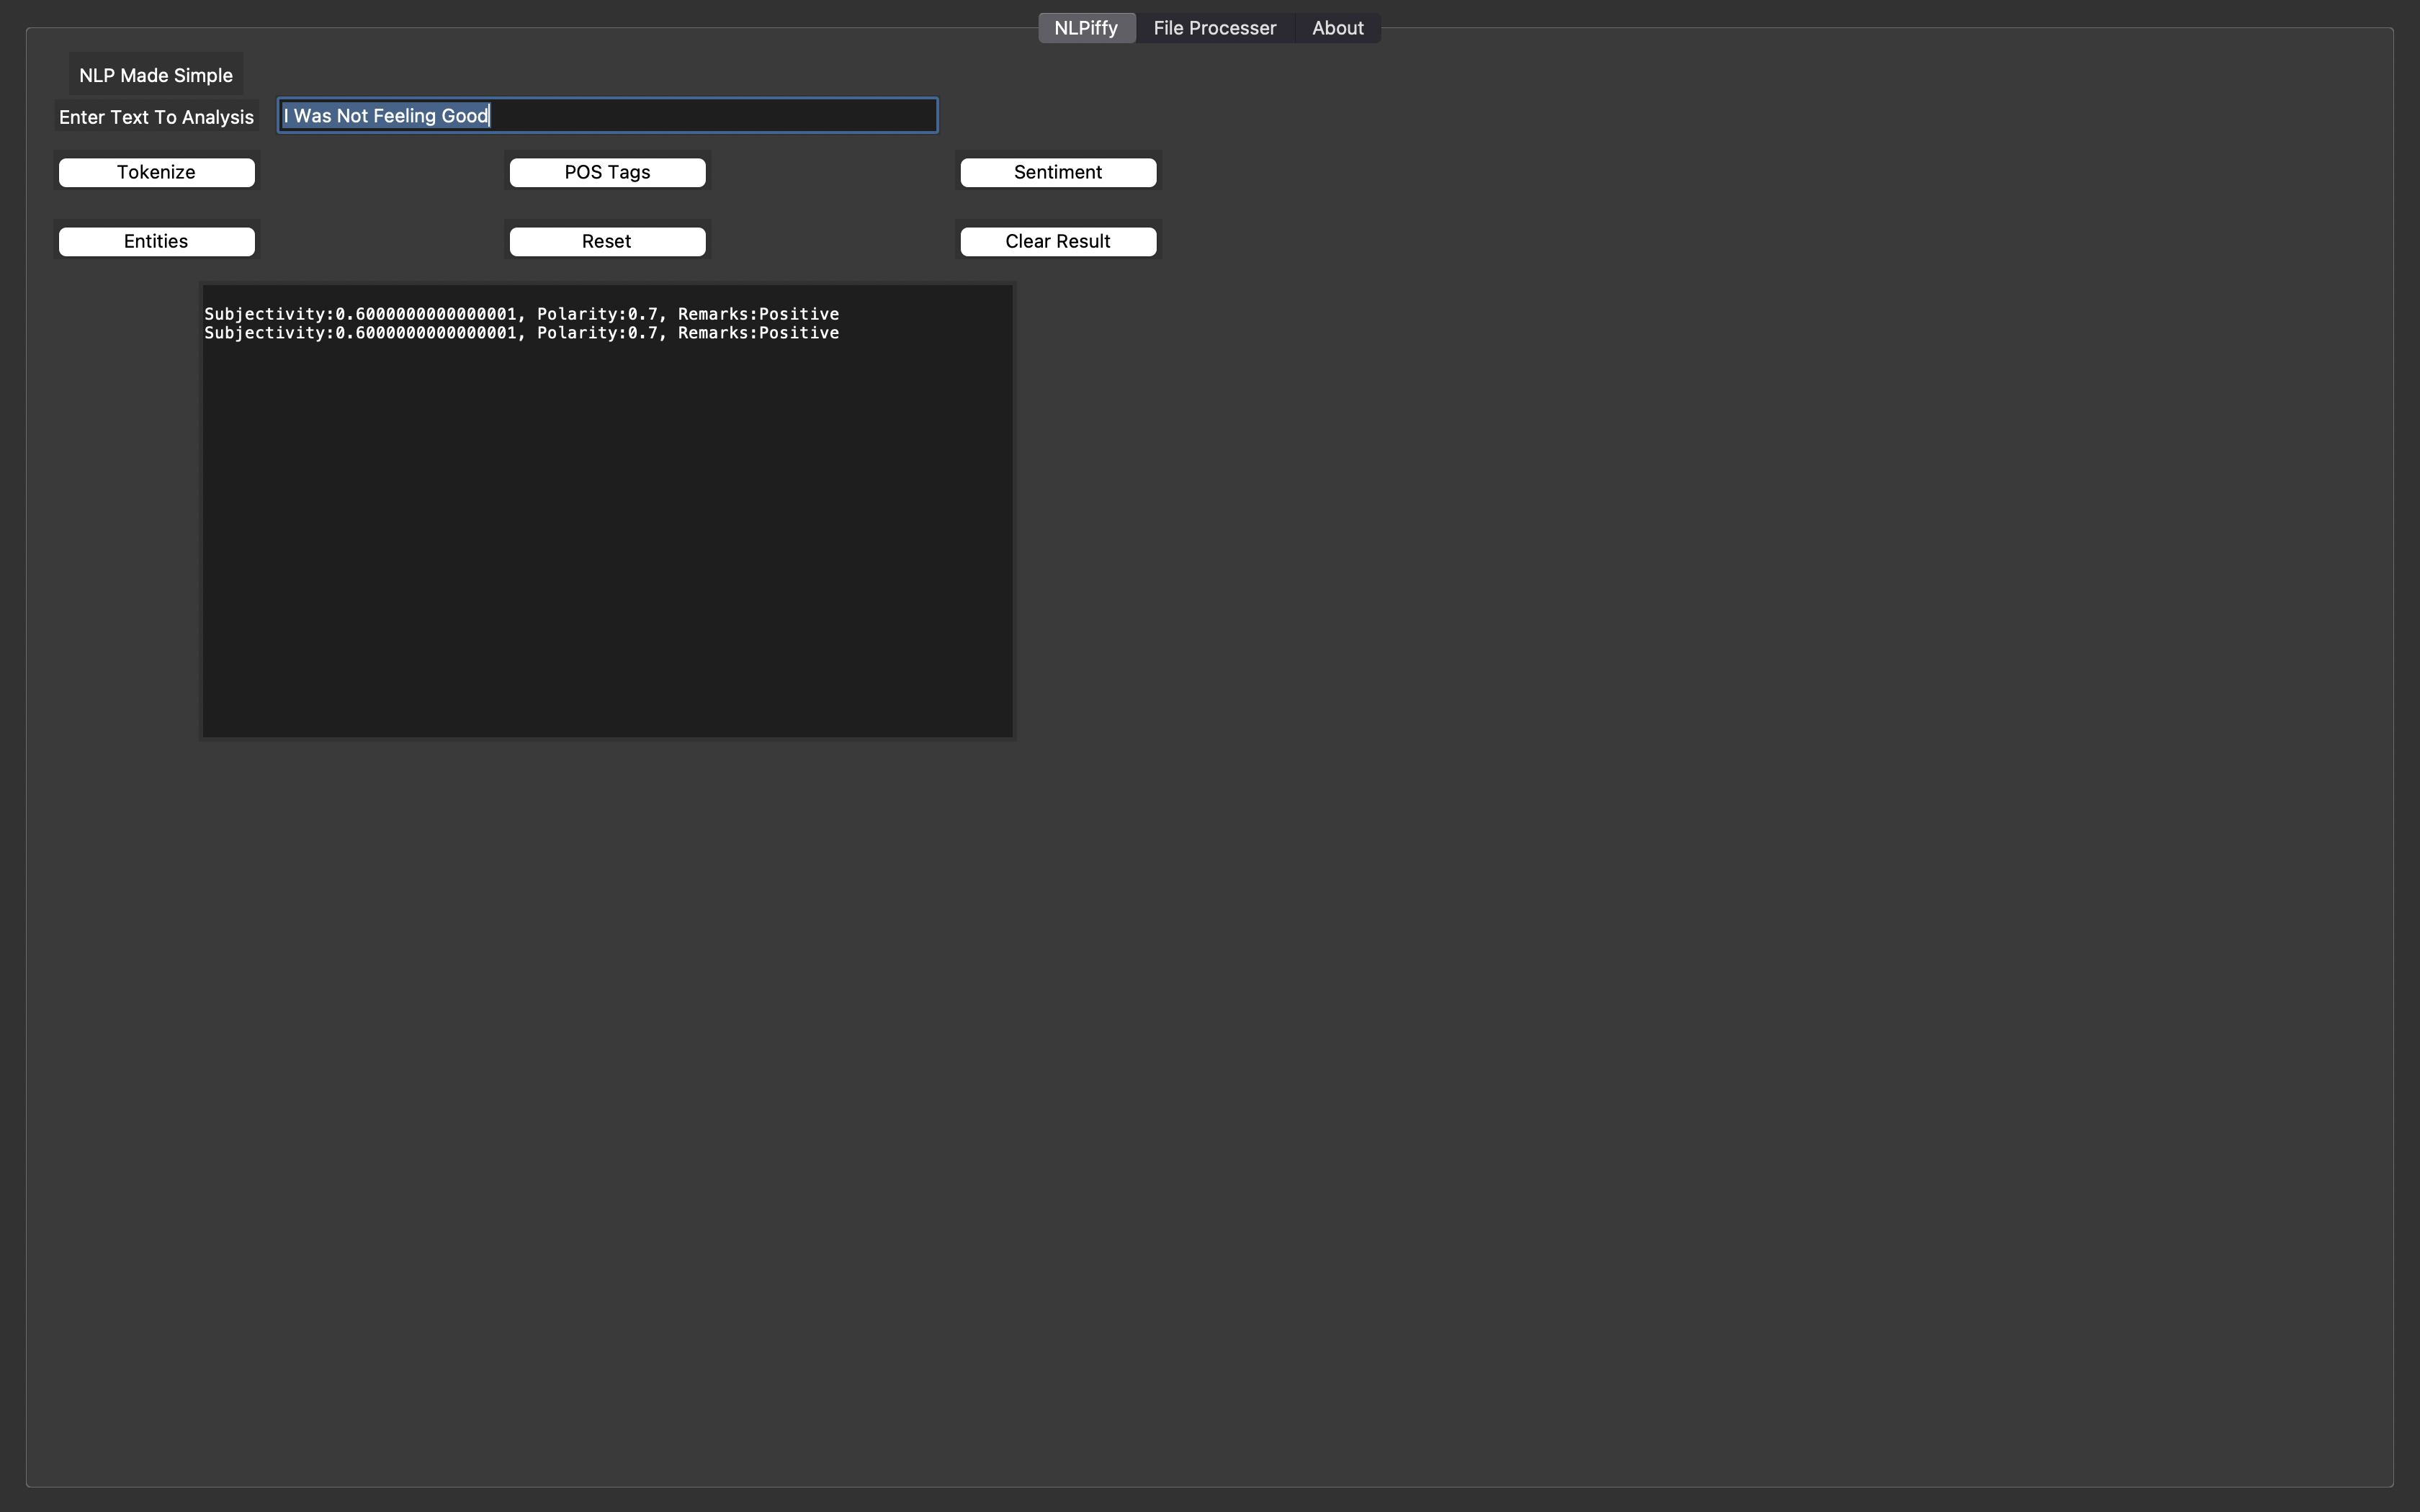 NLPiffy File Processer About
NLP Made Simple
Enter Text To Analysis I Was Not Feeling Good
Tokenize POS Tags Sentiment
Entities Reset Clear Result
Subjectivity:0.6000000000000001, Polarity:0.7, Remarks:Positive
Subjectivity:0.6000000000000001, Polarity:0.7, Remarks:Positive